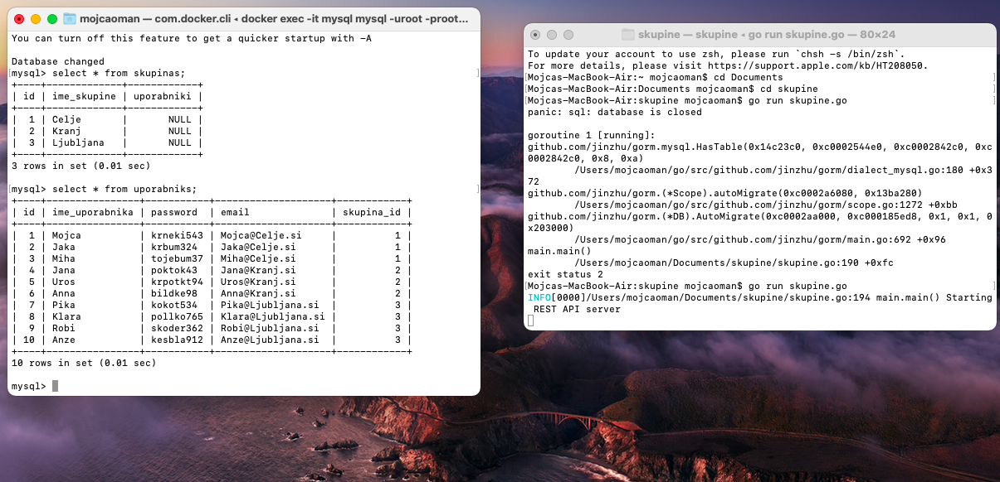 mojcaoman — com.docker.cli ◂ docker exec -it mysql mysql -uroot -proot...
You can turn off this feature to get a quicker startup with -A
Database changed
[mysql> select * from skupinas; ]
+----+-------------+------------+
| id | ime_skupine | uporabniki |
+----+-------------+------------+
|  1 | Celje       |       NULL |
|  2 | Kranj       |       NULL |
|  3 | Ljubljana   |       NULL |
+----+-------------+------------+
3 rows in set (0.01 sec)
[mysql> select * from uporabniks; ]
+----+----------------+-----------+--------------------+------------+
| id | ime_uporabnika | password  | email              | skupina_id |
+----+----------------+-----------+--------------------+------------+
|  1 | Mojca          | krneki543 | Mojca@Celje.si     |          1 |
|  2 | Jaka           | krbum324  | Jaka@Celje.si      |          1 |
|  3 | Miha           | tojebum37 | Miha@Celje.si      |          1 |
|  4 | Jana           | poktok43  | Jana@Kranj.si      |          2 |
|  5 | Uros           | krpotkt94 | Uros@Kranj.si      |          2 |
|  6 | Anna           | bildke98  | Anna@Kranj.si      |          2 |
|  7 | Pika           | kokot534  | Pika@Ljubljana.si  |          3 |
|  8 | Klara          | pollko765 | Klara@Ljubljana.si |          3 |
|  9 | Robi           | skoder362 | Robi@Ljubljana.si  |          3 |
| 10 | Anze           | kesbla912 | Anze@Ljubljana.si  |          3 |
+----+----------------+-----------+--------------------+------------+
10 rows in set (0.01 sec)
mysql>
skupine — skupine ◂ go run skupine.go — 80×24
To update your account to use zsh, please run `chsh -s /bin/zsh`.
For more details, please visit https://support.apple.com/kb/HT208050.
[Mojcas-MacBook-Air:~ mojcaoman$ cd Documents ]
[Mojcas-MacBook-Air:Documents mojcaoman$ cd skupine ]
[Mojcas-MacBook-Air:skupine mojcaoman$ go run skupine.go ]
panic: sql: database is closed
goroutine 1 [running]:
github.com/jinzhu/gorm.mysql.HasTable(0x14c23c0, 0xc0002544e0, 0xc0002842c0, 0xc
0002842c0, 0x8, 0xa)
        /Users/mojcaoman/go/src/github.com/jinzhu/gorm/dialect_mysql.go:180 +0x3
72
github.com/jinzhu/gorm.(*Scope).autoMigrate(0xc0002a6080, 0x13ba280)
        /Users/mojcaoman/go/src/github.com/jinzhu/gorm/scope.go:1272 +0xbb
github.com/jinzhu/gorm.(*DB).AutoMigrate(0xc0002aa000, 0xc000185ed8, 0x1, 0x1, 0
x203000)
        /Users/mojcaoman/go/src/github.com/jinzhu/gorm/main.go:692 +0x96
main.main()
        /Users/mojcaoman/Documents/skupine/skupine.go:190 +0xfc
exit status 2
[Mojcas-MacBook-Air:skupine mojcaoman$ go run skupine.go ]
INFO[0000]/Users/mojcaoman/Documents/skupine/skupine.go:194 main.main() Starting
 REST API server